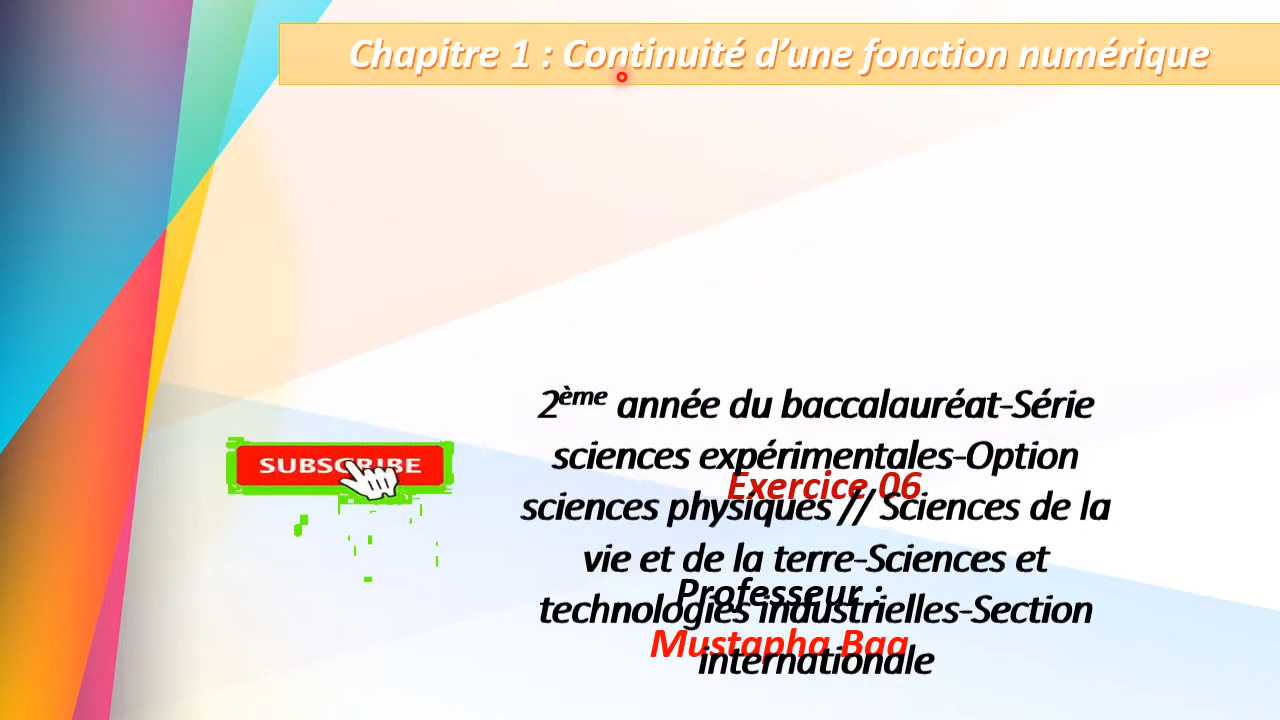 Chapitre 1 : Continuité d’une fonction numérique
2ème année du baccalauréat-Série
sciences expérimentales-Option
sciences physiques // Sciences de la
vie et de la terre-Sciences et
technologies industrielles-Section
internationale
SUBSCRIBE
Exercice 06
Professeur :
Mustapha Baa